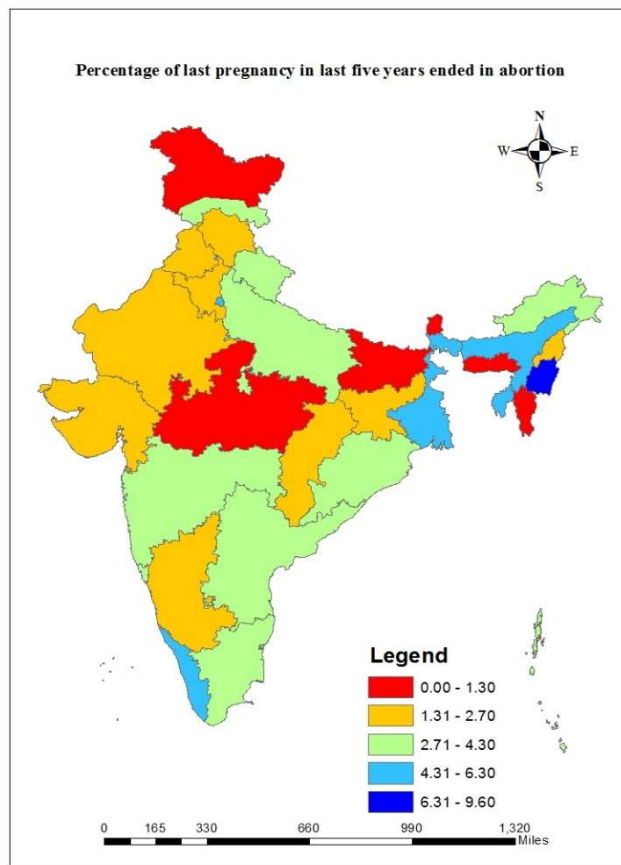 Percentage of last pregnancy in last five years ended in abortion
N
W E
S
Legend
0.00 - 1.30
1.31 - 2.70
2.71 - 4.30
4.31 - 6.30
6.31 - 9.60
0 165 330 660 990 1,320
Miles